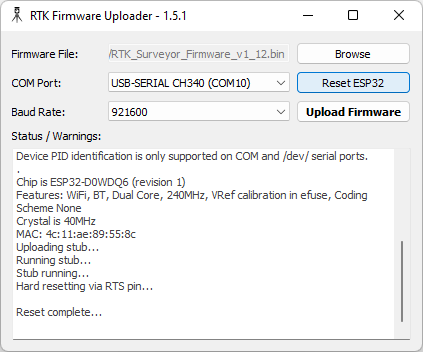 RTK Firmware Uploader - 1.5.1
Firmware File: /RTK_Surveyor_Firmware_v1_12.bin Browse
COM Port: USB-SERIAL CH340 (COM10) Reset ESP32
Baud Rate: 921600 Upload Firmware
Status / Warnings:
Device PID identification is only supported on COM and /dev/ serial ports.
.
Chip is ESP32-D0WDQ6 (revision 1)
Features: WiFi, BT, Dual Core, 240MHz, VRef calibration in efuse, Coding
Scheme None
Crystal is 40MHz
MAC: 4c:11:ae:89:55:8c
Uploading stub...
Running stub...
Stub running...
Hard resetting via RTS pin...
Reset complete...